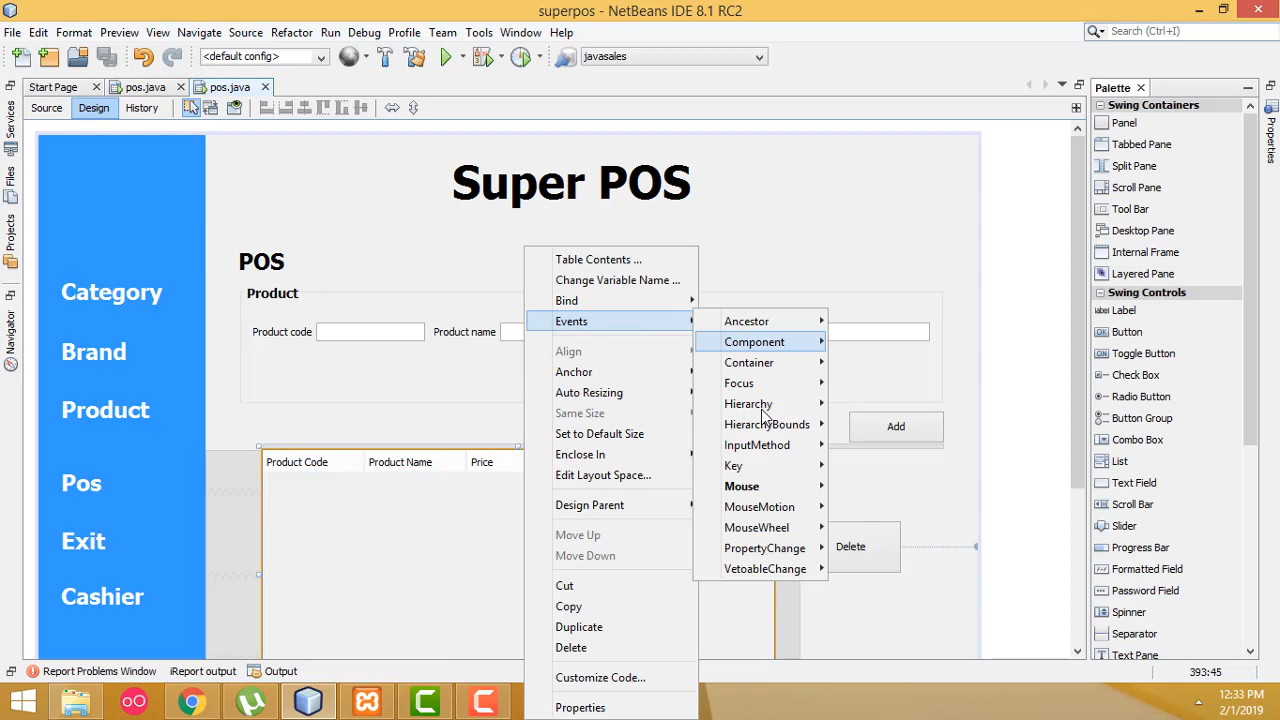 superpos - NetBeans IDE 8.1 RC2
File Edit Format Preview View Navigate Source Refactor Run Debug Profile Team Tools Window Help
Search (Ctrl+I)
<default config>
javasales
Start Page pos.java pos.java
Source Design History
Services
Files
Projects
Navigator
Super POS
POS
Product
Product code
Product name
Category
Brand
Product
Pos
Exit
Cashier
Add
Product Code Product Name Price
Delete
Table Contents ...
Change Variable Name ...
Bind
Events
Align
Anchor
Auto Resizing
Same Size
Set to Default Size
Enclose In
Edit Layout Space...
Design Parent
Move Up
Move Down
Cut
Copy
Duplicate
Delete
Customize Code...
Properties
Ancestor
Component
Container
Focus
Hierarchy
HierarchyBounds
InputMethod
Key
Mouse
MouseMotion
MouseWheel
PropertyChange
VetoableChange
Palette
Swing Containers
Panel
Tabbed Pane
Split Pane
Scroll Pane
Tool Bar
Desktop Pane
Internal Frame
Layered Pane
Swing Controls
Label
Button
Toggle Button
Check Box
Radio Button
Button Group
Combo Box
List
Text Field
Scroll Bar
Slider
Progress Bar
Formatted Field
Password Field
Spinner
Separator
Text Pane
Properties
Report Problems Window iReport output Output
393:45
12:33 PM
2/1/2019